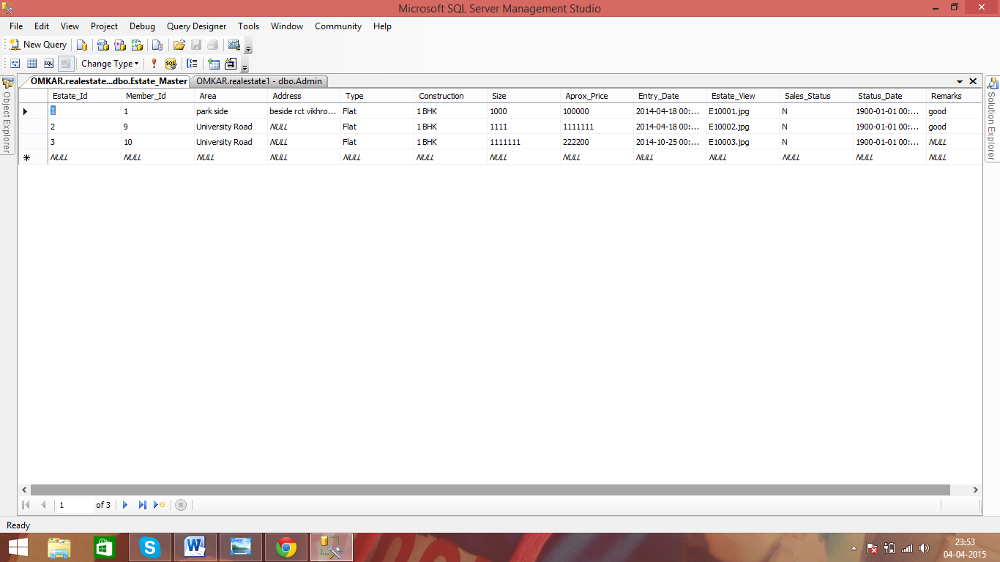 Microsoft SQL Server Management Studio
File Edit View Project Debug Query Designer Tools Window Community Help
New Query
Change Type
OMKAR.realestate...dbo.Estate_Master OMKAR.realestate1 - dbo.Admin
Object Explorer
Solution Explorer
Estate_Id Member_Id Area Address Type Construction Size Aprox_Price Entry_Date Estate_View Sales_Status Status_Date Remarks
1 1 park side beside rct vikhro... Flat 1 BHK 1000 100000 2014-04-18 00:... E10001.jpg N 1900-01-01 00:... good
2 9 University Road NULL Flat 1 BHK 1111 1111111 2014-04-18 00:... E10002.jpg N 1900-01-01 00:... good
3 10 University Road NULL Flat 1 BHK 1111111 222200 2014-10-25 00:... E10003.jpg N 1900-01-01 00:... NULL
NULL NULL NULL NULL NULL NULL NULL NULL NULL NULL NULL NULL NULL
1 of 3
Ready
23:53
04-04-2015